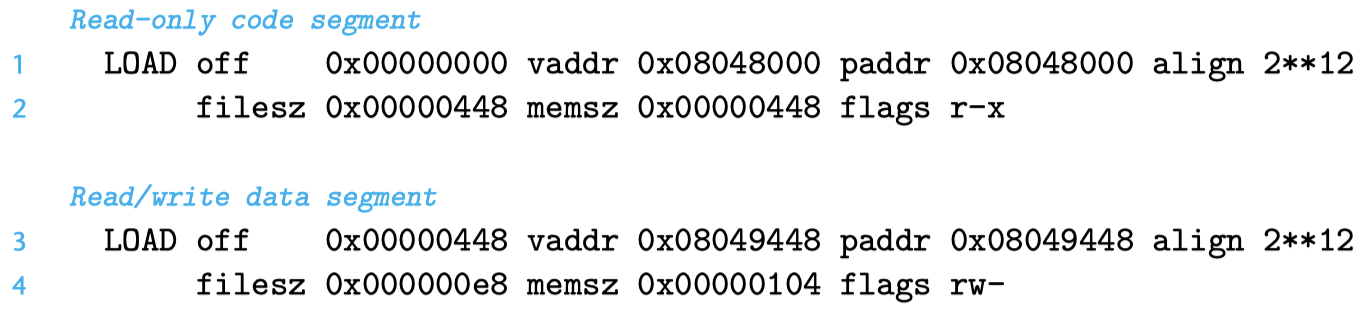 Read-only code segment
1 LOAD off 0x00000000 vaddr 0x08048000 paddr 0x08048000 align 2**12
2 filesz 0x00000448 memsz 0x00000448 flags r-x
Read/write data segment
3 LOAD off 0x00000448 vaddr 0x08049448 paddr 0x08049448 align 2**12
4 filesz 0x000000e8 memsz 0x00000104 flags rw-